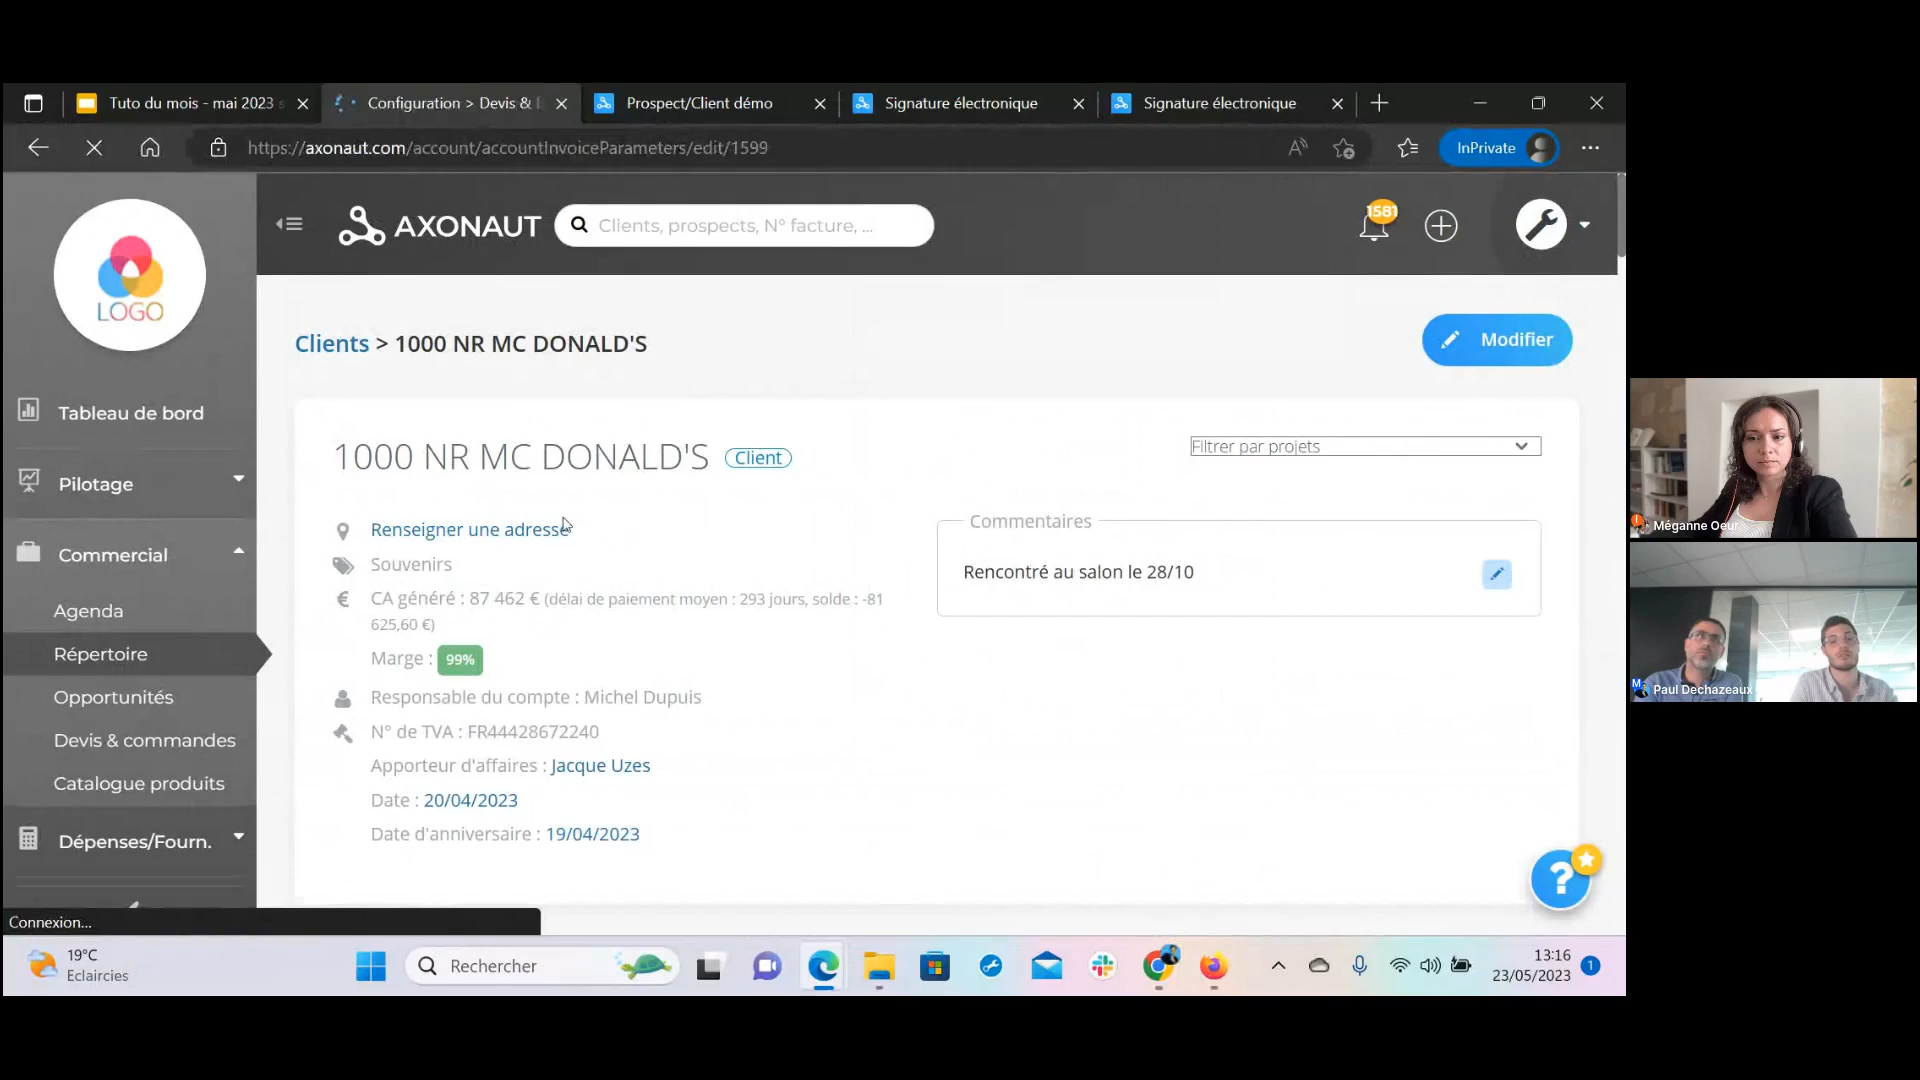 Tuto du mois - mai 2023 s
Configuration > Devis & F
Prospect/Client démo
Signature électronique
Signature électronique
https://axonaut.com/account/accountInvoiceParameters/edit/1599
InPrivate
LOGO
AXONAUT
Clients, prospects, N° facture, ...
1581
Clients > 1000 NR MC DONALD'S
Modifier
Tableau de bord
Pilotage
Commercial
Agenda
Répertoire
Opportunités
Devis & commandes
Catalogue produits
Dépenses/Fourn.
1000 NR MC DONALD'S
Client
Filtrer par projets
Renseigner une adresse
Souvenirs
CA généré : 87 462 € (délai de paiement moyen : 293 jours, solde : -81
625,60 €)
Marge : 99%
Responsable du compte : Michel Dupuis
N° de TVA : FR44428672240
Apporteur d'affaires : Jacque Uzes
Date : 20/04/2023
Date d'anniversaire : 19/04/2023
Commentaires
Rencontré au salon le 28/10
Méganne Oeur
Paul Dechazeaux
Connexion...
19°C
Eclaircies
Rechercher
13:16
23/05/2023
1